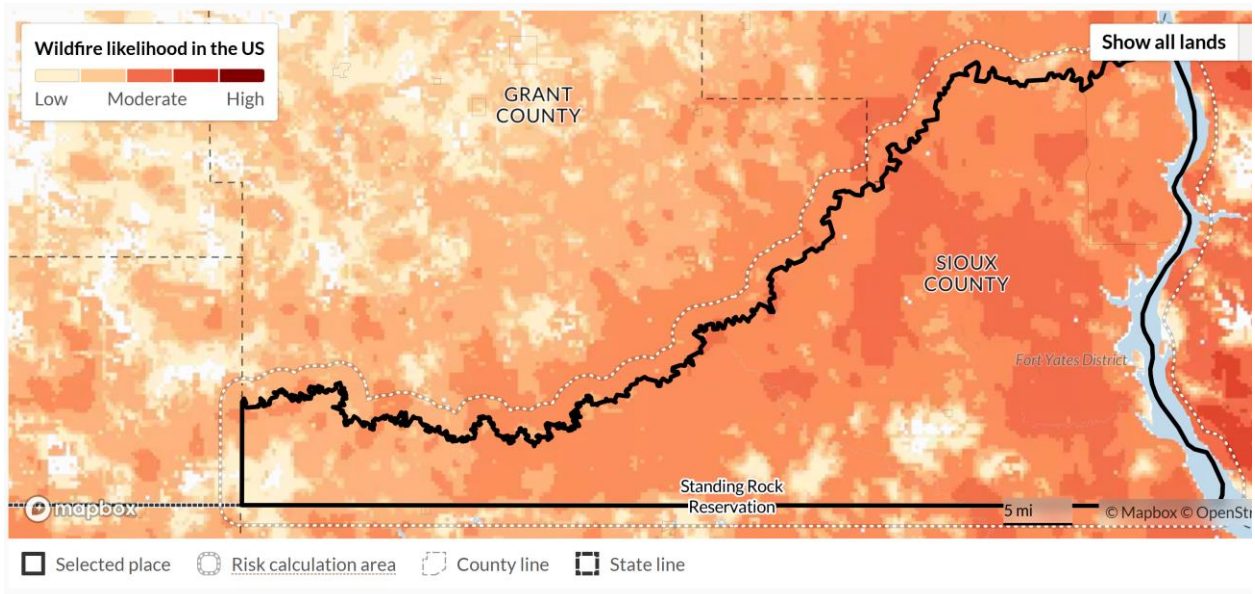 Wildfire likelihood in the US
Low Moderate High
Show all lands
GRANT
COUNTY
SIOUX
COUNTY
Fort Yates District
Standing Rock
Reservation
mapbox
5 mi
© Mapbox © OpenStr
Selected place Risk calculation area County line State line